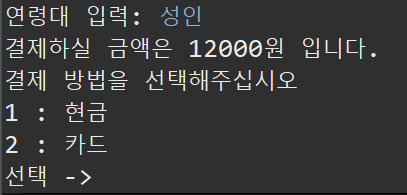 연령대 입력: 성인
결제하실 금액은 12000원 입니다.
결제 방법을 선택해주십시오
1 : 현금
2 : 카드
선택 ->